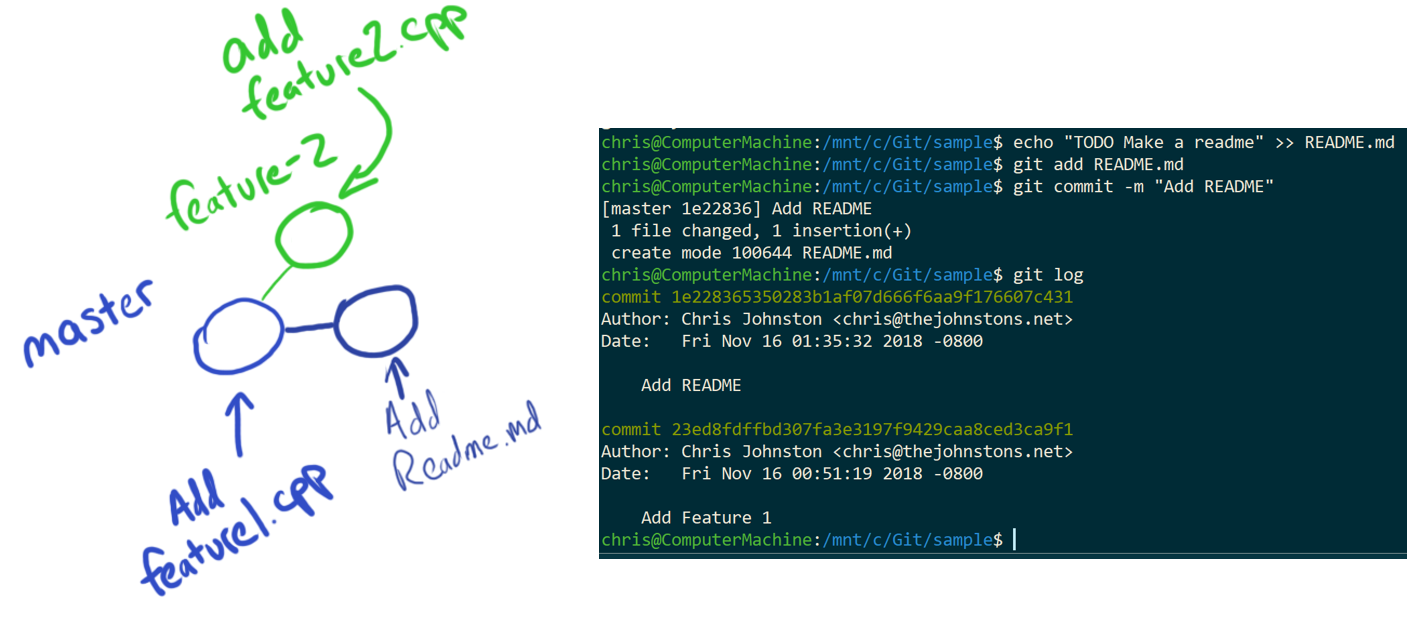 add
feature2.cpp
feature-2
master
Add
feature1.cpp
Add
Readme.md
chris@ComputerMachine:/mnt/c/Git/sample$ echo "TODO Make a readme" >> README.md
chris@ComputerMachine:/mnt/c/Git/sample$ git add README.md
chris@ComputerMachine:/mnt/c/Git/sample$ git commit -m "Add README"
[master 1e22836] Add README
 1 file changed, 1 insertion(+)
 create mode 100644 README.md
chris@ComputerMachine:/mnt/c/Git/sample$ git log
commit 1e228365350283b1af07d666f6aa9f176607c431
Author: Chris Johnston <chris@thejohnstons.net>
Date:   Fri Nov 16 01:35:32 2018 -0800
    Add README
commit 23ed8fdffbd307fa3e3197f9429caa8ced3ca9f1
Author: Chris Johnston <chris@thejohnstons.net>
Date:   Fri Nov 16 00:51:19 2018 -0800
    Add Feature 1
chris@ComputerMachine:/mnt/c/Git/sample$